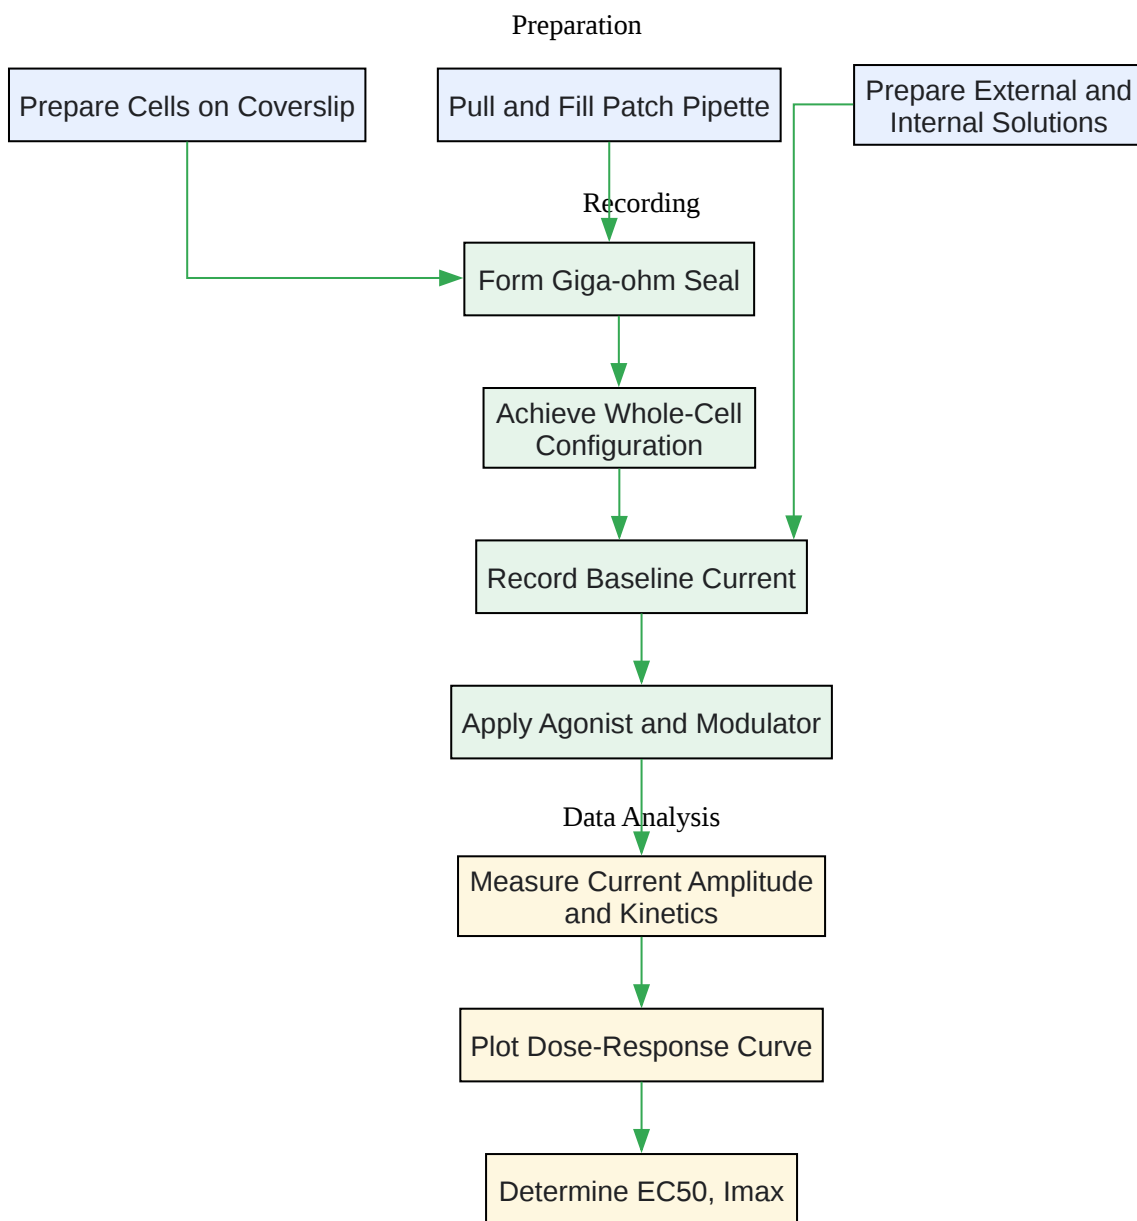 Preparation
Prepare Cells on Coverslip
Pull and Fill Patch Pipette
Prepare External and
Internal Solutions
Recording
Form Giga-ohm Seal
Achieve Whole-Cell
Configuration
Record Baseline Current
Apply Agonist and Modulator
Data Analysis
Measure Current Amplitude
and Kinetics
Plot Dose-Response Curve
Determine EC50, Imax